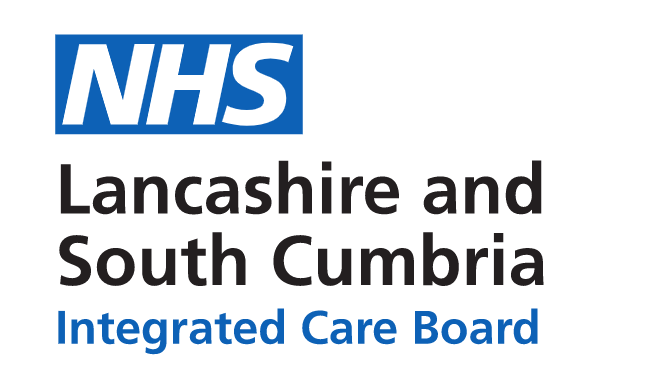 NHS
Lancashire and
South Cumbria
Integrated Care Board